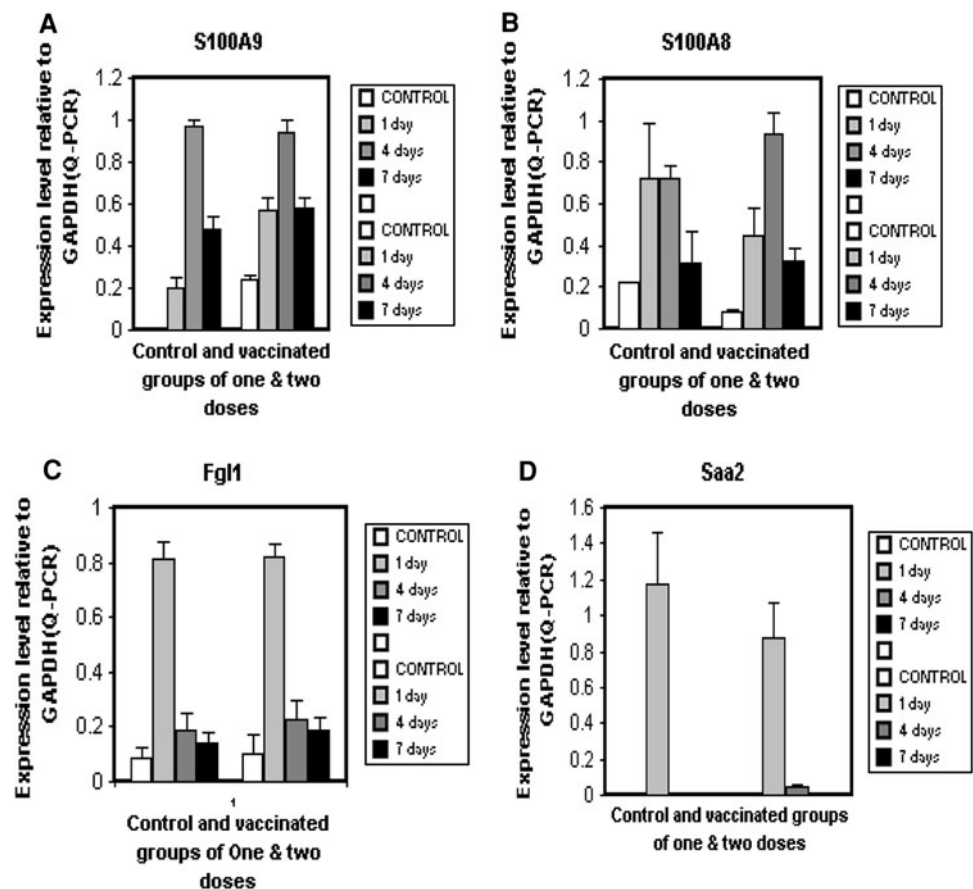 A
S100A9
Expression level relative to
GAPDH(Q-PCR)
1.2
1
0.8
0.6
0.4
0.2
0
Control and vaccinated
groups of one & two
doses
CONTROL
1 day
4 days
7 days
CONTROL
1 day
4 days
7 days
B
S100A8
Expression level relative to
GAPDH(Q-PCR)
1.2
1
0.8
0.6
0.4
0.2
0
Control and vaccinated
groups of one & two
doses
CONTROL
1 day
4 days
7 days
CONTROL
1 day
4 days
7 days
C
Fgl1
Expression level relative to
GAPDH(Q-PCR)
1
0.8
0.6
0.4
0.2
0
1
Control and vaccinated
groups of One & two
doses
CONTROL
1 day
4 days
7 days
CONTROL
1 day
4 days
7 days
D
Saa2
Expression level relative to
GAPDH(Q-PCR)
1.6
1.4
1.2
1
0.8
0.6
0.4
0.2
0
Control and vaccinated groups
of one & two doses
CONTROL
1 day
4 days
7 days
CONTROL
1 day
4 days
7 days